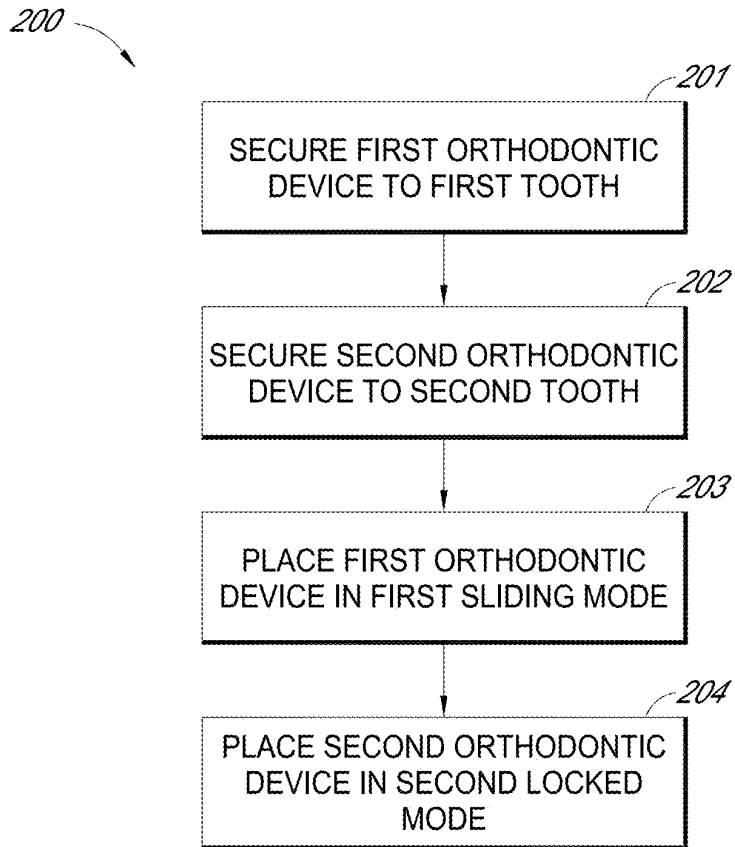 200
201
SECURE FIRST ORTHODONTIC
DEVICE TO FIRST TOOTH
202
SECURE SECOND ORTHODONTIC
DEVICE TO SECOND TOOTH
203
PLACE FIRST ORTHODONTIC
DEVICE IN FIRST SLIDING MODE
204
PLACE SECOND ORTHODONTIC
DEVICE IN SECOND LOCKED
MODE